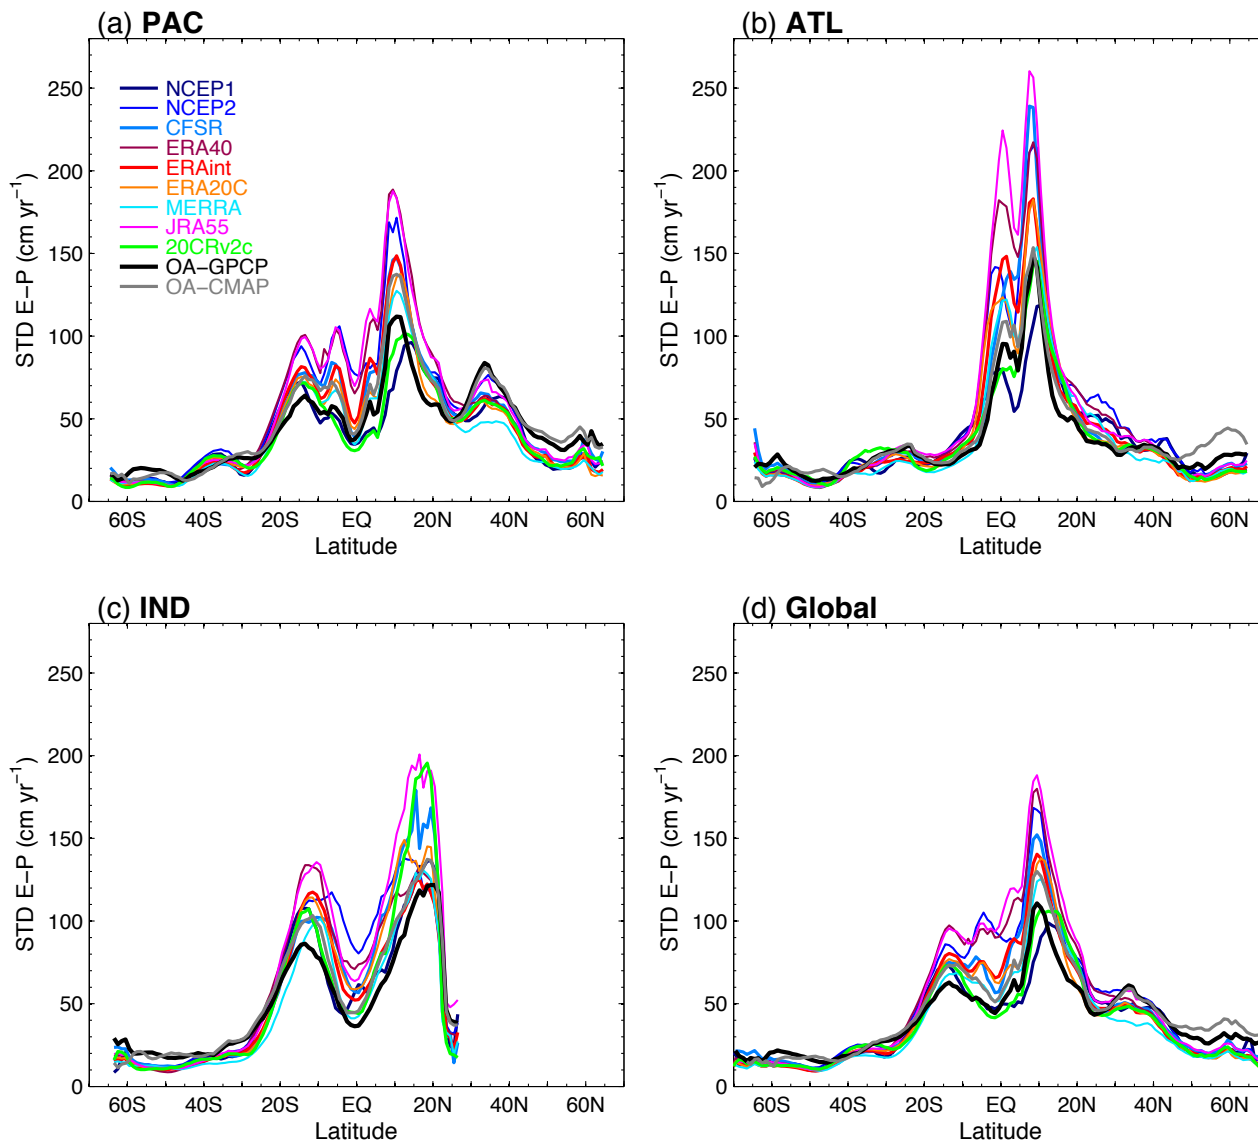 (a) PAC
STD E−P (cm yr−1)
250
200
150
100
50
0
NCEP1
NCEP2
CFSR
ERA40
ERAint
ERA20C
MERRA
JRA55
20CRv2c
OA−GPCP
OA−CMAP
60S 40S 20S EQ 20N 40N 60N
Latitude
(b) ATL
STD E−P (cm yr−1)
250
200
150
100
50
0
60S 40S 20S EQ 20N 40N 60N
Latitude
(c) IND
STD E−P (cm yr−1)
250
200
150
100
50
0
60S 40S 20S EQ 20N 40N 60N
Latitude
(d) Global
STD E−P (cm yr−1)
250
200
150
100
50
0
60S 40S 20S EQ 20N 40N 60N
Latitude